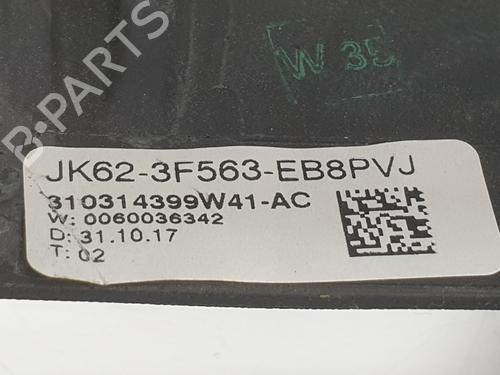 W 35
B-PARTS
JK62-3F563-EB8PVJ
310314399W41-AC
W: 0060036342
D: 31.10.17
T: 02